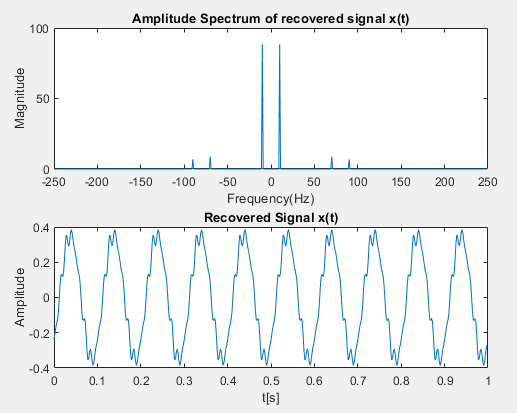 Amplitude Spectrum of recovered signal x(t)
100
50
0
Magnitude
-250 -200 -150 -100 -50 0 50 100 150 200 250
Frequency(Hz)
Recovered Signal x(t)
0.4
0.2
0
-0.2
-0.4
Amplitude
0 0.1 0.2 0.3 0.4 0.5 0.6 0.7 0.8 0.9 1
t[s]